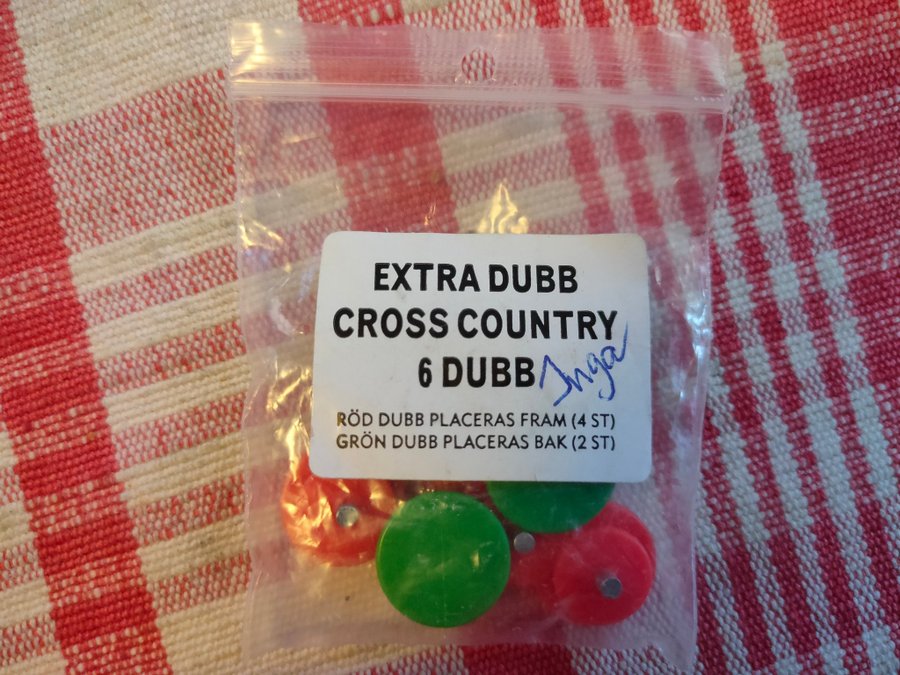 EXTRA DUBB
CROSS COUNTRY
6 DUBB Inga
RÖD DUBB PLACERAS FRAM (4 ST)
GRÖN DUBB PLACERAS BAK (2 ST)